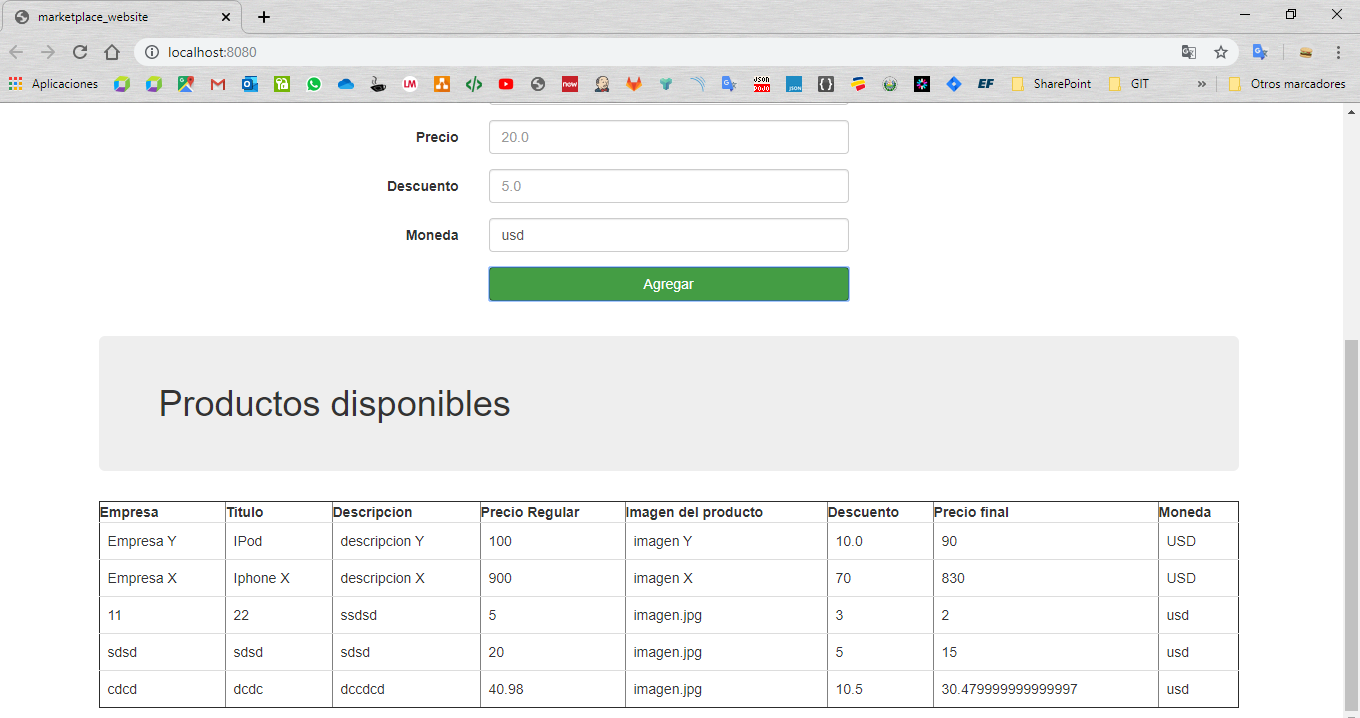 marketplace_website
localhost:8080
Aplicaciones
LM
now
JSON
DOJO
JSON
{ }
EF
SharePoint
GIT
»
Otros marcadores
Precio
20.0
Descuento
5.0
Moneda
usd
Agregar
Productos disponibles
Empresa Titulo Descripcion Precio Regular Imagen del producto Descuento Precio final Moneda
Empresa Y IPod descripcion Y 100 imagen Y 10.0 90 USD
Empresa X Iphone X descripcion X 900 imagen X 70 830 USD
11 22 ssdsd 5 imagen.jpg 3 2 usd
sdsd sdsd sdsd 20 imagen.jpg 5 15 usd
cdcd dcdc dccdcd 40.98 imagen.jpg 10.5 30.479999999999997 usd